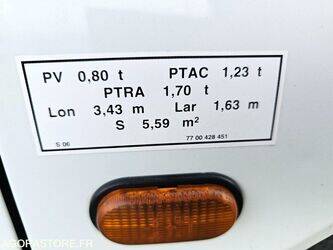 PV 0,80 t PTAC 1,23 t
PTRA 1,70 t
Lon 3,43 m Lar 1,63 m
S 5,59 m²
S 06 77 00 428 451
AGORASTORE.FR